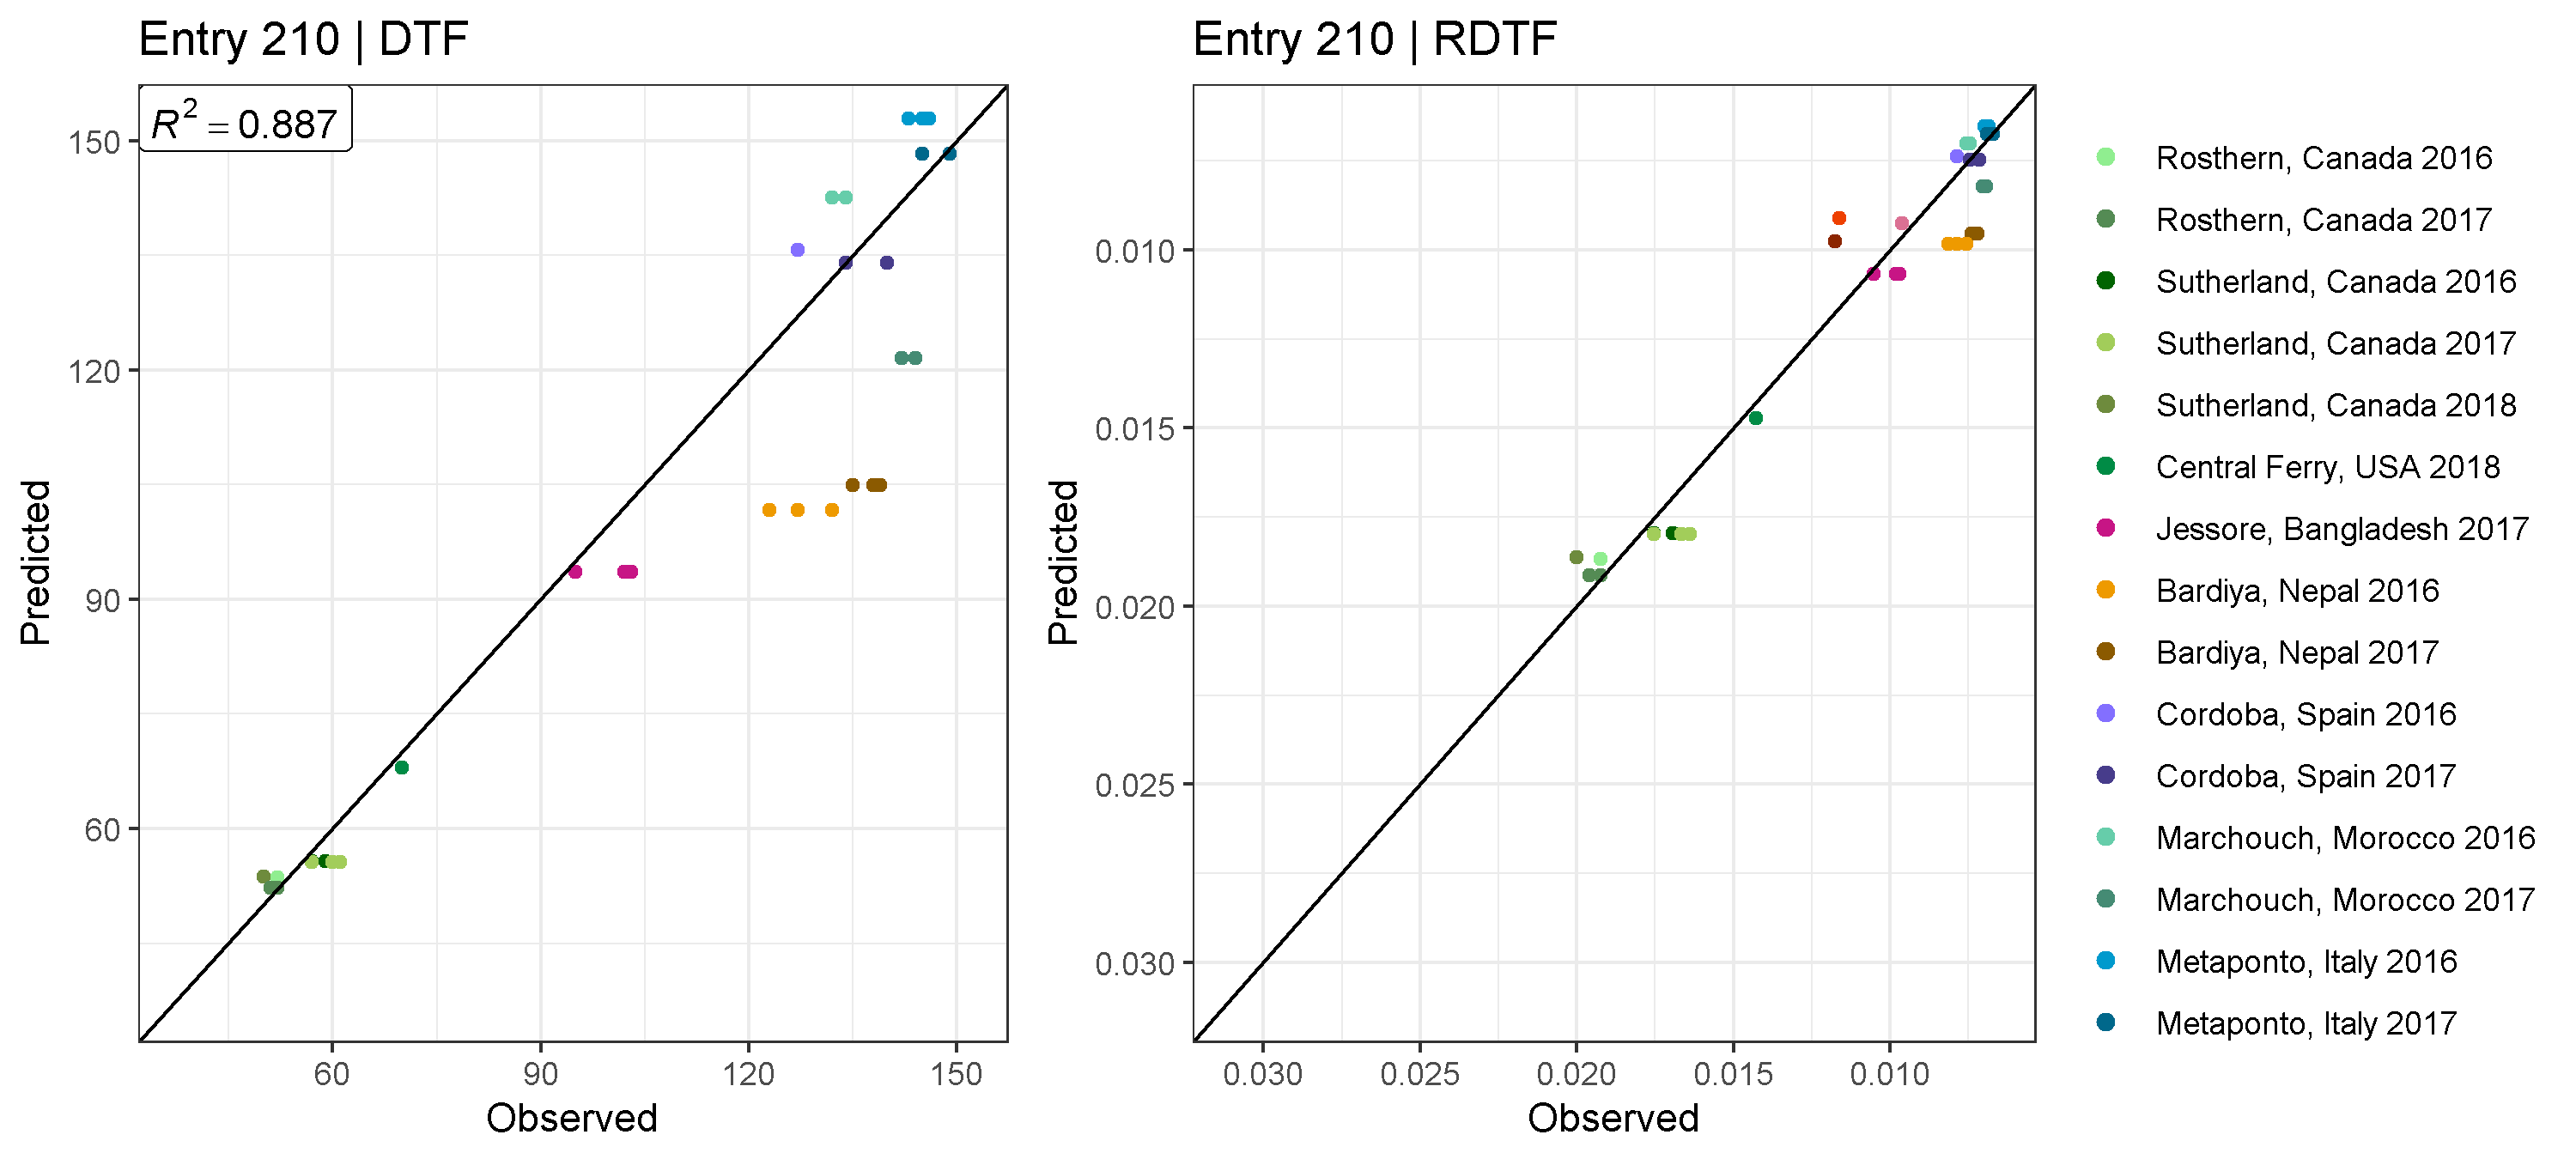 Entry 210 | DTF
R² = 0.887
150
120
90
60
Predicted
60 90 120 150
Observed
Entry 210 | RDTF
0.010
0.015
0.020
0.025
0.030
Predicted
0.030 0.025 0.020 0.015 0.010
Observed
Rosthern, Canada 2016
Rosthern, Canada 2017
Sutherland, Canada 2016
Sutherland, Canada 2017
Sutherland, Canada 2018
Central Ferry, USA 2018
Jessore, Bangladesh 2017
Bardiya, Nepal 2016
Bardiya, Nepal 2017
Cordoba, Spain 2016
Cordoba, Spain 2017
Marchouch, Morocco 2016
Marchouch, Morocco 2017
Metaponto, Italy 2016
Metaponto, Italy 2017